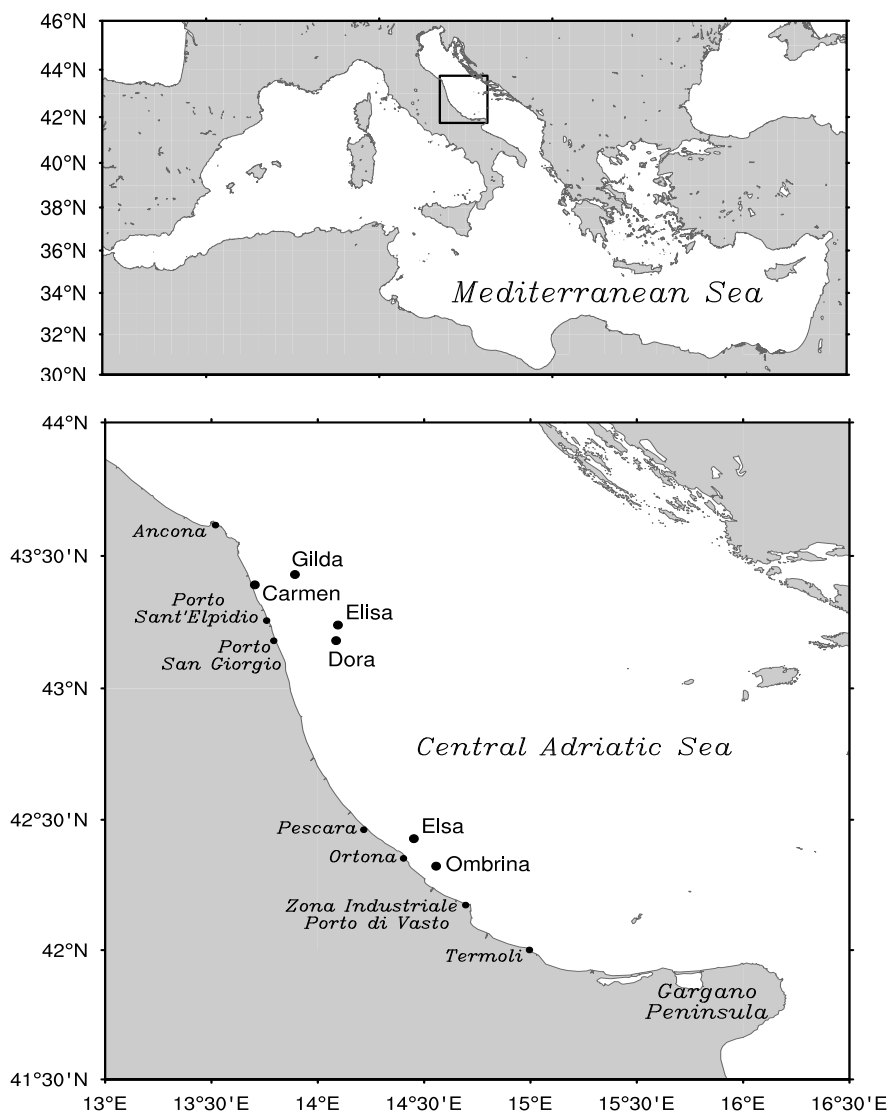 46°N
44°N
42°N
40°N
38°N
36°N
34°N
32°N
30°N
Mediterranean Sea
44°N
43°30'N
43°N
42°30'N
42°N
41°30'N
Ancona
Gilda
Carmen
Porto
Sant'Elpidio
Elisa
Porto
San Giorgio
Dora
Central Adriatic Sea
Elsa
Pescara
Ortona
Ombrina
Zona Industriale
Porto di Vasto
Termoli
Gargano
Peninsula
13°E 13°30'E 14°E 14°30'E 15°E 15°30'E 16°E 16°30'E